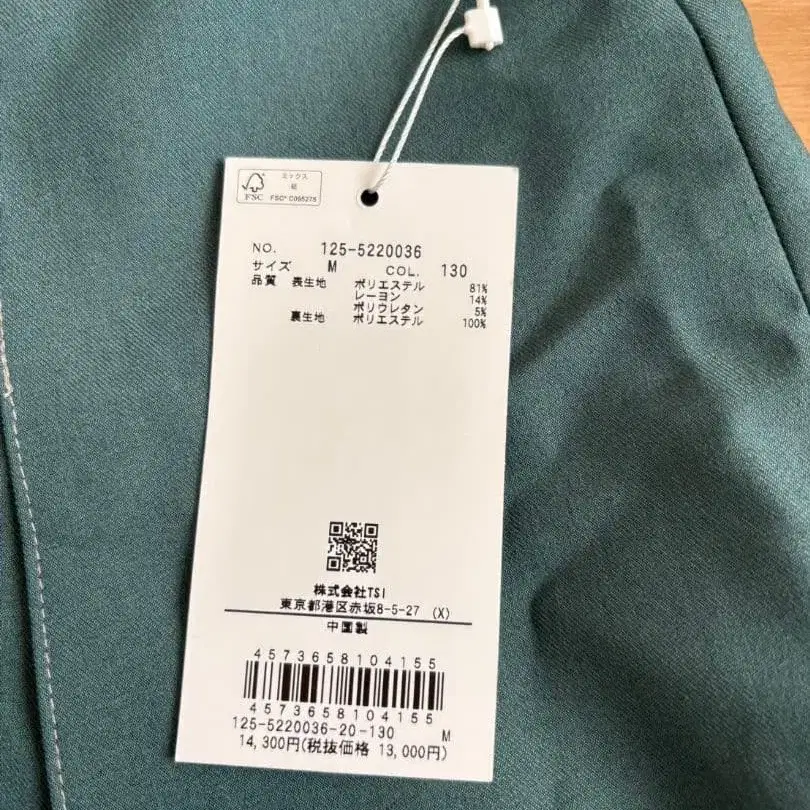 ミックス
紙
FSC
FSC® C095275
NO. 125-5220036
サイズ M COL. 130
品質 表生地 ポリエステル 81%
レーヨン 14%
ポリウレタン 5%
裏生地 ポリエステル 100%
株式会社TSI
東京都港区赤坂8-5-27 (X)
中国製
4573658104155
4573658104155
125-5220036-20-130 M
14,300円(税抜価格 13,000円)